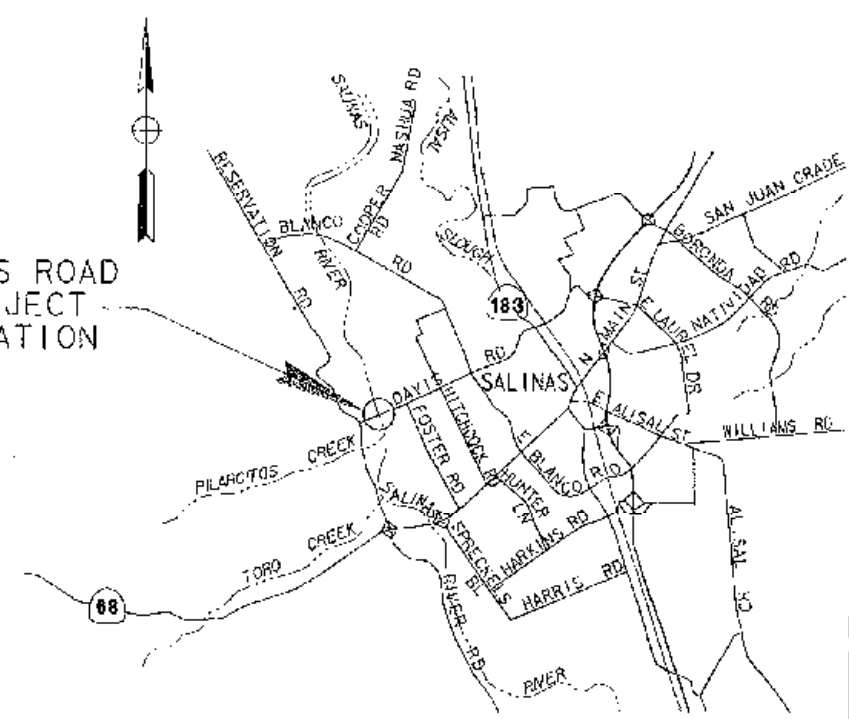 S ROAD
JECT
ATION
SALINAS
RIVER
RESERVATION RD
BLANCO RD
COOPER RD
NASHUA RD
ALISAL
SLOUGH
183
SAN JUAN GRADE
BORONDA RD
NATIVIDAD RD
N MAIN ST
E LAUREL DR
DAVIS RD
SALINAS
HITCHCOCK RD
FOSTER RD
E BLANCO RD
E ALISAL ST
WILLIAMS RD
PILARCITOS CREEK
HUNTER LN
SALINAS
SPRECKELS BL
HARKINS RD
HARRIS RD
ALISAL RD
TORO CREEK
68
RIVER RD
RIVER